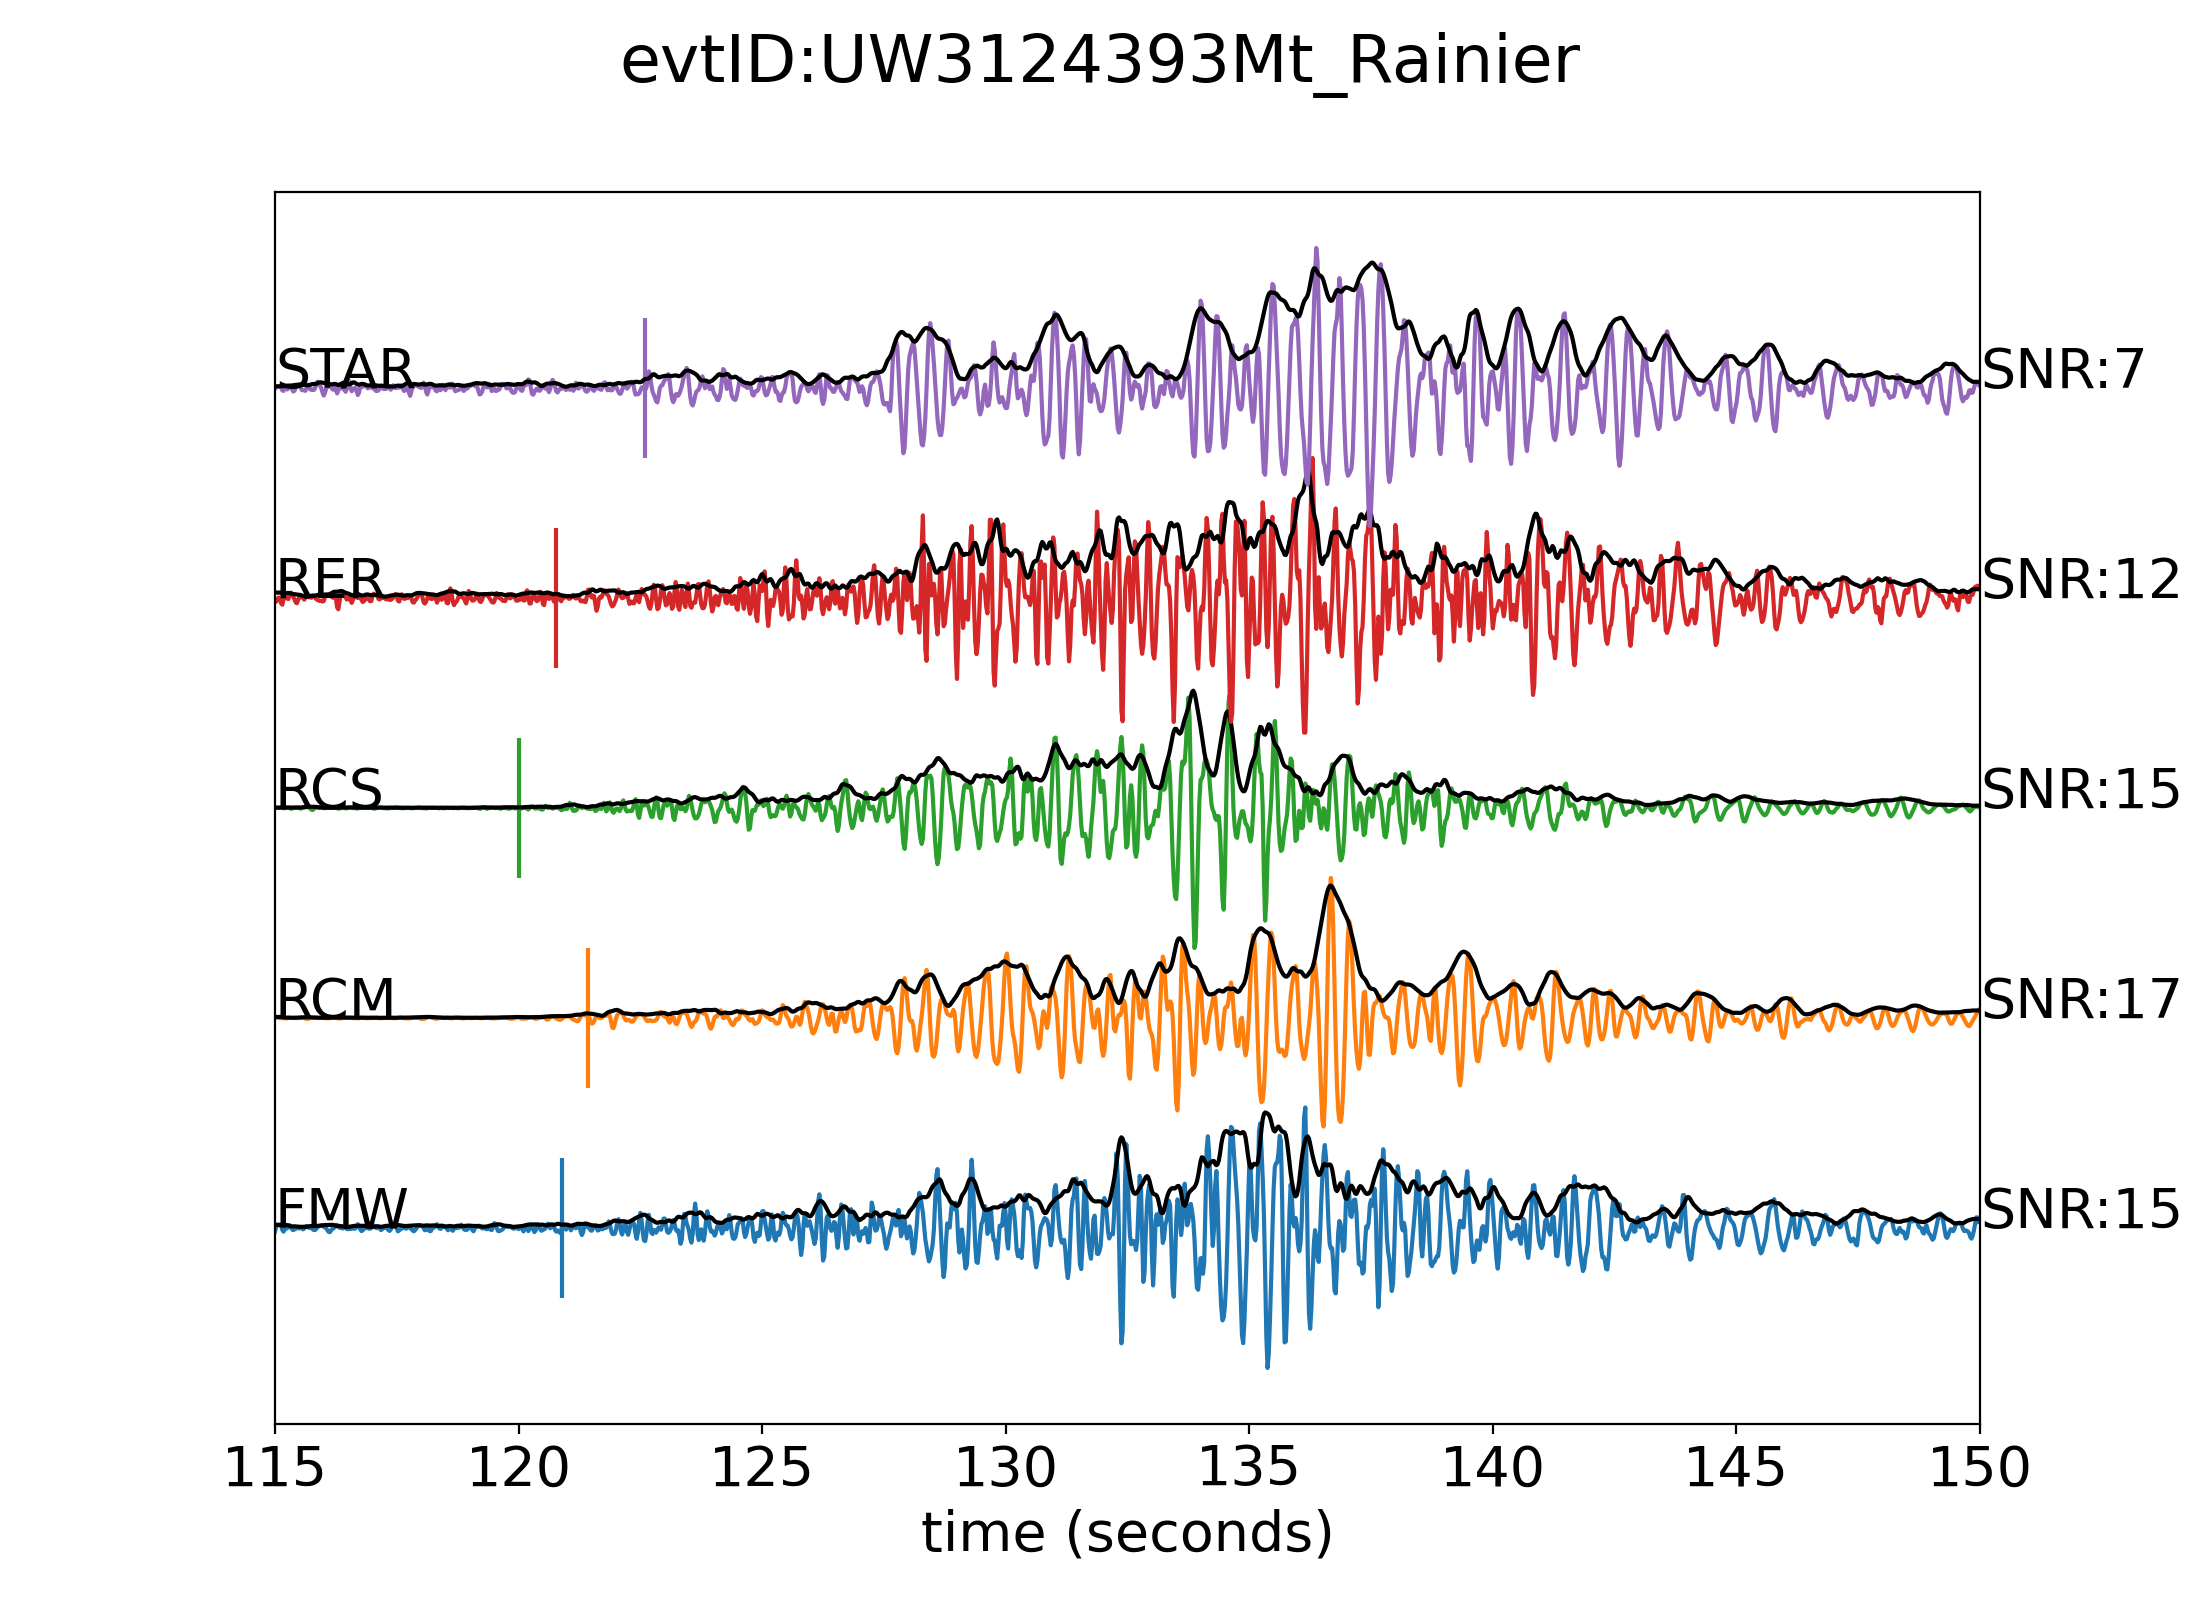 evtID:UW3124393Mt_Rainier
STAR SNR:7
RER SNR:12
RCS SNR:15
RCM SNR:17
FMW SNR:15
115 120 125 130 135 140 145 150
time (seconds)